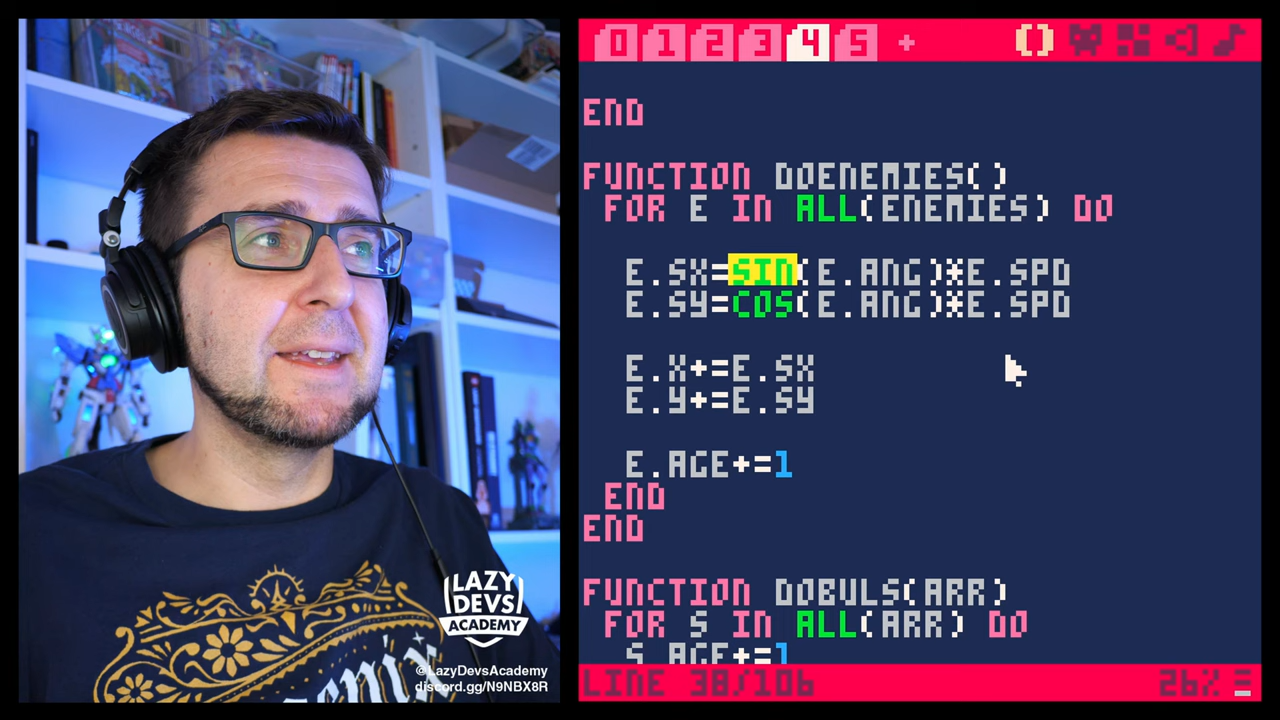 0 1 2 3 4 5 +
END
FUNCTION DOENEMIES()
FOR E IN ALL(ENEMIES) DO
E.SX=SIN(E.ANG)*E.SPD
E.SY=COS(E.ANG)*E.SPD
E.X+=E.SX
E.Y+=E.SY
E.AGE+=1
END
END
FUNCTION DOBULS(ARR)
FOR S IN ALL(ARR) DO
S.AGE+=1
LINE 38/106 26%
LAZY
DEVS
ACADEMY
@LazyDevsAcademy
discord.gg/N9NBX8R